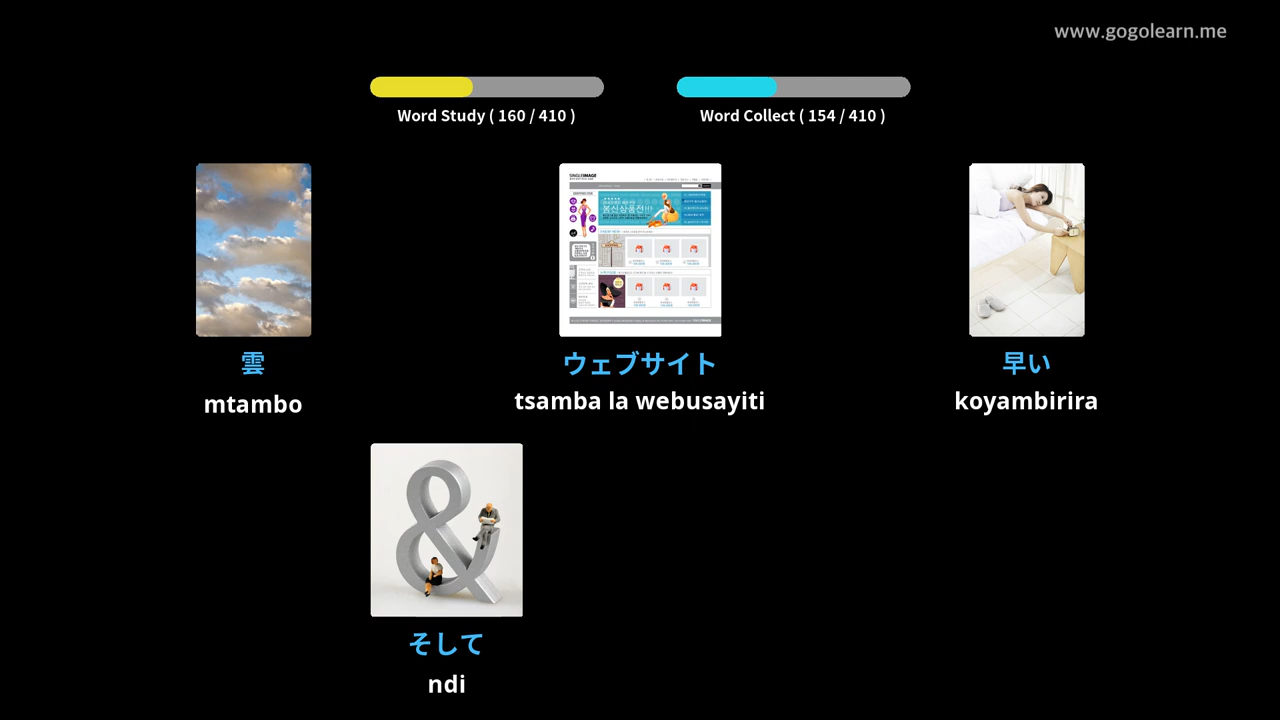 www.gogolearn.me
Word Study ( 160 / 410 )
Word Collect ( 154 / 410 )
雲
mtambo
ウェブサイト
tsamba la webusayiti
早い
koyambirira
そして
ndi